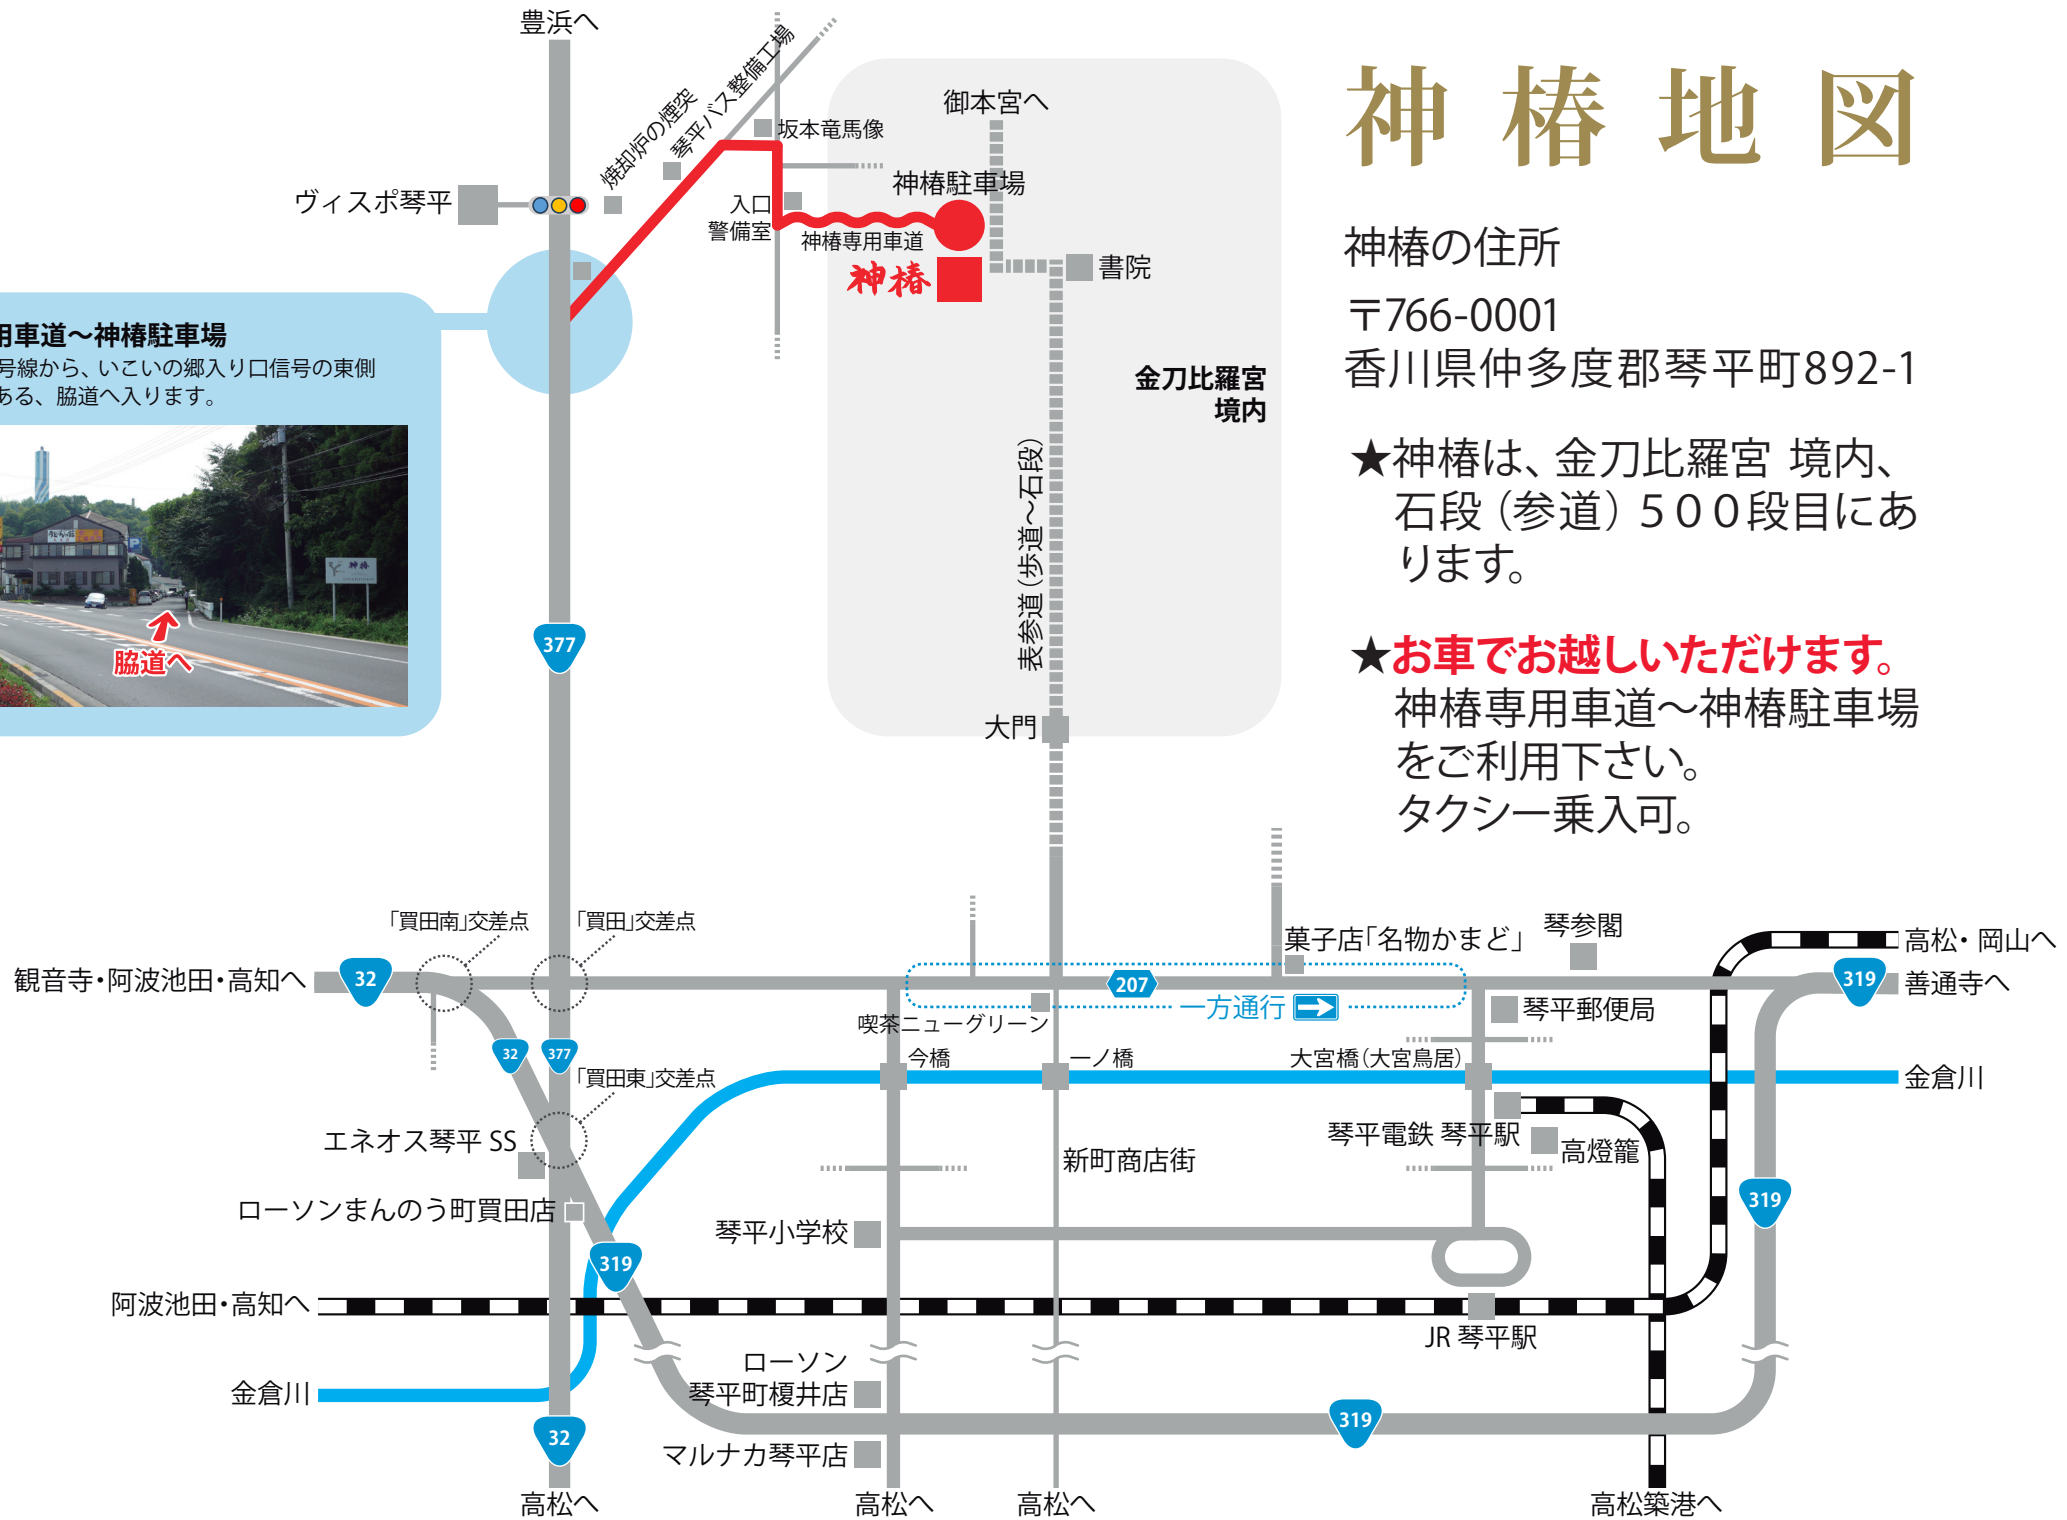 神椿地図
神椿の住所
〒766-0001
香川県仲多度郡琴平町892-1
★神椿は、金刀比羅宮 境内、
石段（参道）５００段目にあ
ります。
★お車でお越しいただけます。
神椿専用車道～神椿駐車場
をご利用下さい。
タクシー乗入可。
豊浜へ
焼却炉の煙突
琴平バス整備工場
坂本竜馬像
御本宮へ
ヴィスポ琴平
入口
警備室
神椿駐車場
神椿専用車道
神椿
書院
金刀比羅宮
境内
用車道～神椿駐車場
号線から、いこいの郷入り口信号の東側
ある、脇道へ入ります。
神椿
脇道へ
377
表参道（歩道～石段）
大門
「買田南」交差点
「買田」交差点
菓子店「名物かまど」
琴参閣
高松・岡山へ
観音寺・阿波池田・高知へ
32
207
319
善通寺へ
一方通行
喫茶ニューグリーン
琴平郵便局
32
377
今橋
一ノ橋
大宮橋（大宮鳥居）
金倉川
「買田東」交差点
エネオス琴平 SS
琴平電鉄 琴平駅
高燈籠
新町商店街
ローソンまんのう町買田店
319
琴平小学校
319
阿波池田・高知へ
JR 琴平駅
ローソン
琴平町榎井店
金倉川
319
32
マルナカ琴平店
高松へ
高松へ
高松へ
高松築港へ